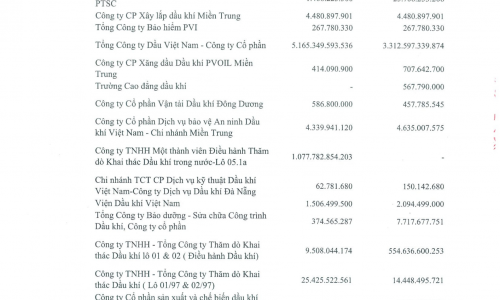 PTSC
Công ty CP Xây lắp dầu khí Miền Trung 4.480.897.901 4.480.897.901
Tổng Công ty Bảo hiểm PVI 267.780.330 267.780.330
Tổng Công ty Dầu Việt Nam - Công ty Cổ phần 5.165.349.593.536 3.312.597.339.874
Công ty CP Xăng dầu Dầu khí PVOIL Miền
Trung 414.090.900 707.642.700
Trường Cao đẳng dầu khí - 567.790.000
Công ty Cổ phần Vận tải Dầu khí Đông Dương 586.800.000 457.785.545
Công ty Cổ phần Dịch vụ bảo vệ An ninh Dầu
khí Việt Nam - Chi nhánh Miền Trung 4.339.941.120 4.635.007.575
Công ty TNHH Một thành viên Điều hành Thăm
dò Khai thác Dầu khí trong nước-Lô 05.1a 1.077.782.854.203 -
Chi nhánh TCT CP Dịch vụ kỹ thuật Dầu khí
Việt Nam-Công ty Dịch vụ Dầu khí Đà Nẵng 62.781.680 150.142.680
Viện Dầu khí Việt Nam 1.506.499.500 2.094.499.000
Tổng Công ty Bảo dưỡng - Sửa chữa Công trình
Dầu khí, Công ty cổ phần 374.565.287 7.717.677.751
Công ty TNHH - Tổng Công ty Thăm dò Khai
thác Dầu khí lô 01 & 02 ( Điều hành Dầu khí) 9.508.044.174 554.636.600.253
Công ty TNHH - Tổng Công ty Thăm dò Khai
thác Dầu khí ( Lô 01/97 & 02/97) 25.425.522.561 14.448.495.721
Công ty Cổ phần sản xuất và chế biến dầu